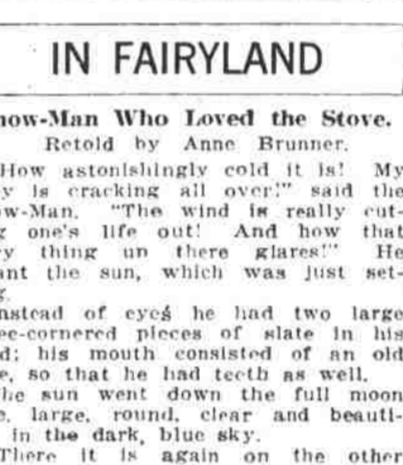 IN FAIRYLAND
now-Man Who Loved the Stove.
Retold by Anne Brunner.
How astonishingly cold it is! My
y is cracking all over!" said the
ow-Man. "The wind is really cut-
g one's life out! And how that
ry thing un there glares!" He
ant the sun, which was just set-
g.
nstead of eyes he had two large
ee-cornered pieces of slate in his
d; his mouth consisted of an old
e, so that he had teeth as well.
he sun went down the full moon
e, large, round, clear and beauti-
in the dark, blue sky.
There it is again on the other